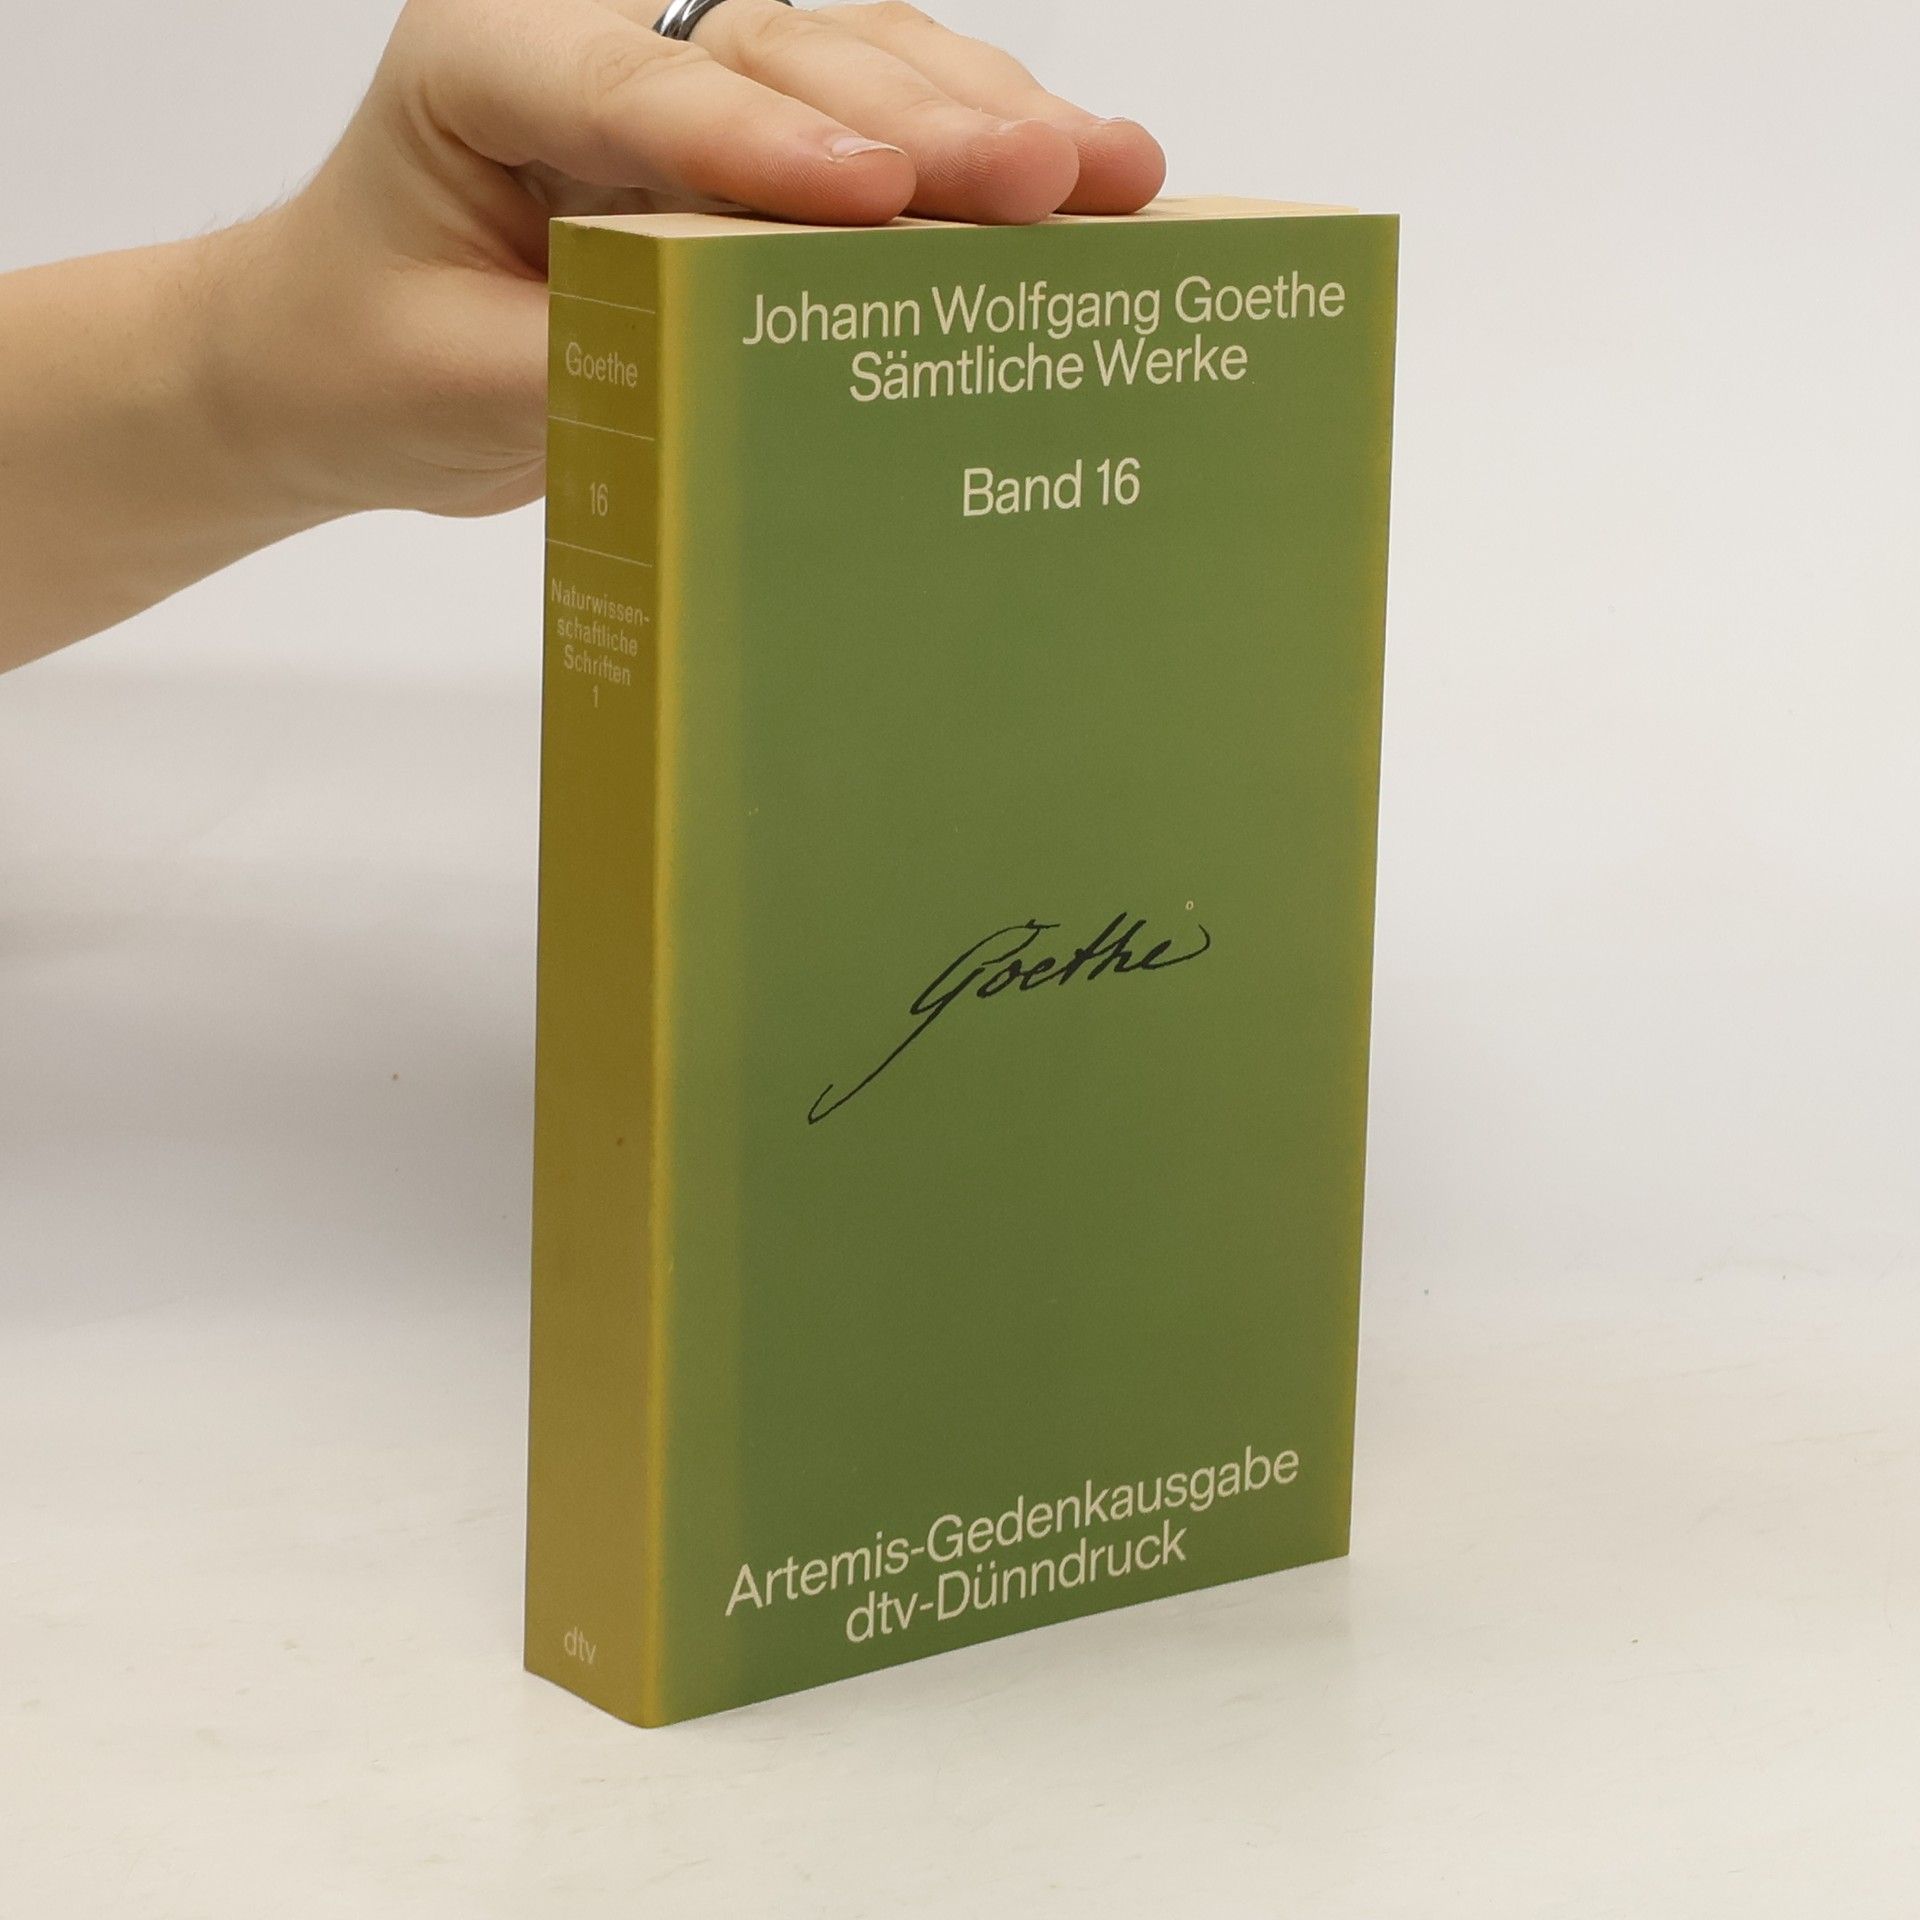 Johann Wolfgang Goethe
Sämtliche Werke
Band 16
Goethe
Artemis-Gedenkausgabe
dtv-Dünndruck
Goethe
16
Naturwissen-
schaftliche
Schriften
1
dtv